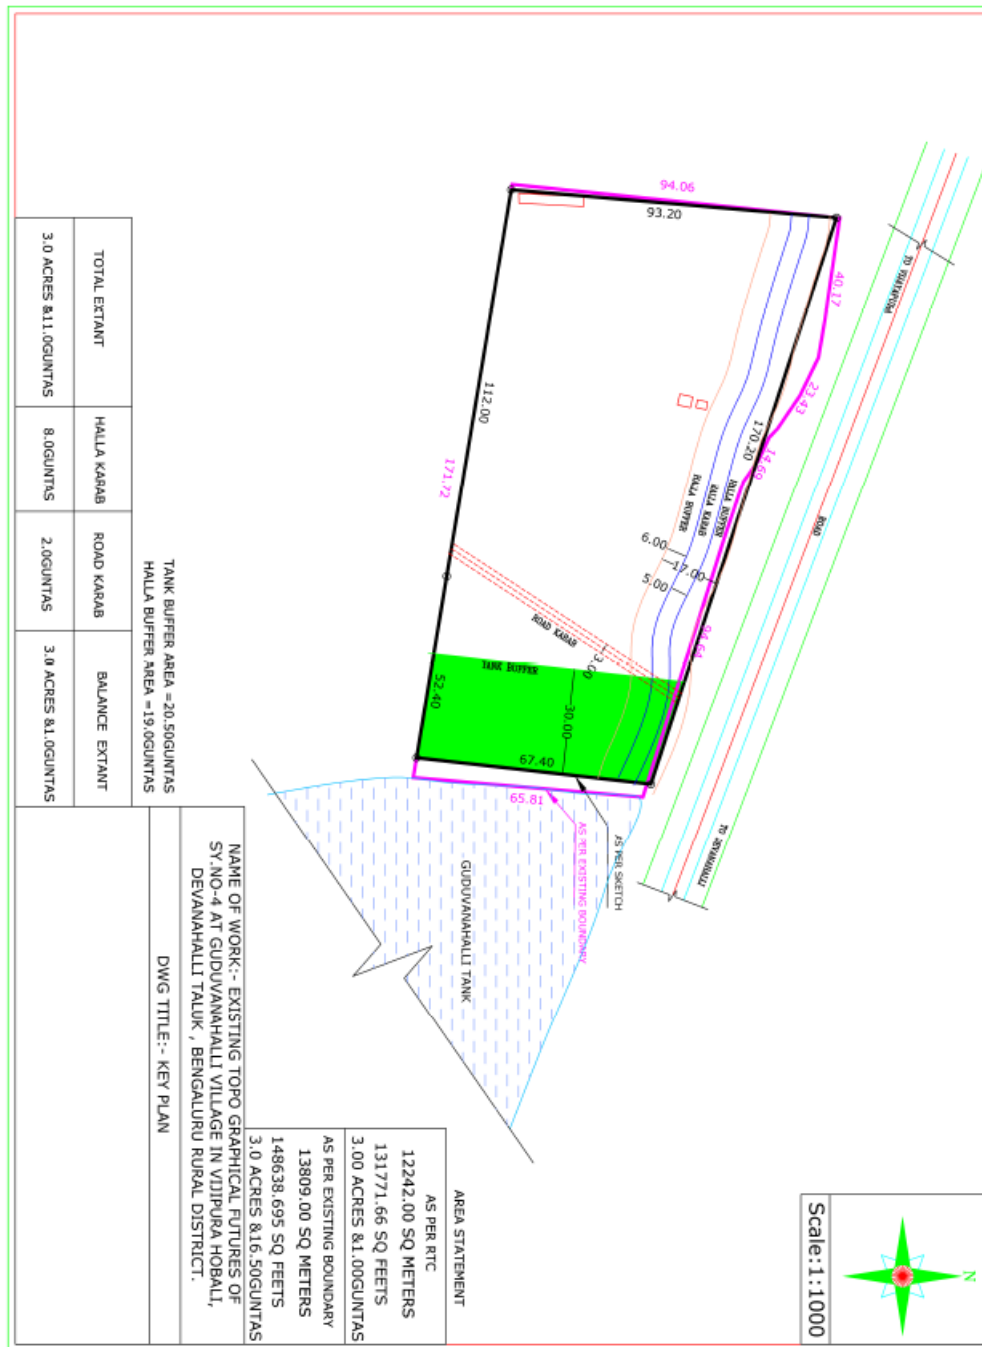 N
Scale:1:1000
94.06
93.20
40.17
23.43
14.69
170.20
94.64
112.00
171.72
52.40
67.40
65.81
6.00
17.00
5.00
3.00
30.00
HALLA BUFFER
HALLA KARAB
HALLA BUFFER
ROAD KARAB
TANK BUFFER
ROAD
TO DEVANAHALLI
AS PER SKETCH
AS PER EXISTING BOUNDARY
GUDUVANAHALLI TANK
AREA STATEMENT
AS PER RTC
12242.00 SQ METERS
131771.66 SQ FEETS
3.00 ACRES &1.00GUNTAS
AS PER EXISTING BOUNDARY
13809.00 SQ METERS
148638.695 SQ FEETS
3.0 ACRES &16.50GUNTAS
TANK BUFFER AREA =20.50GUNTAS
HALLA BUFFER AREA =19.0GUNTAS
TOTAL EXTANT HALLA KARAB ROAD KARAB BALANCE EXTANT
3.0 ACRES &11.0GUNTAS 8.0GUNTAS 2.0GUNTAS 3.0 ACRES &1.0GUNTAS
NAME OF WORK:- EXISTING TOPO GRAPHICAL FUTURES OF
SY.NO-4 AT GUDUVANAHALLI VILLAGE IN VIJIPURA HOBALI,
DEVANAHALLI TALUK , BENGALURU RURAL DISTRICT.
DWG TITLE:- KEY PLAN